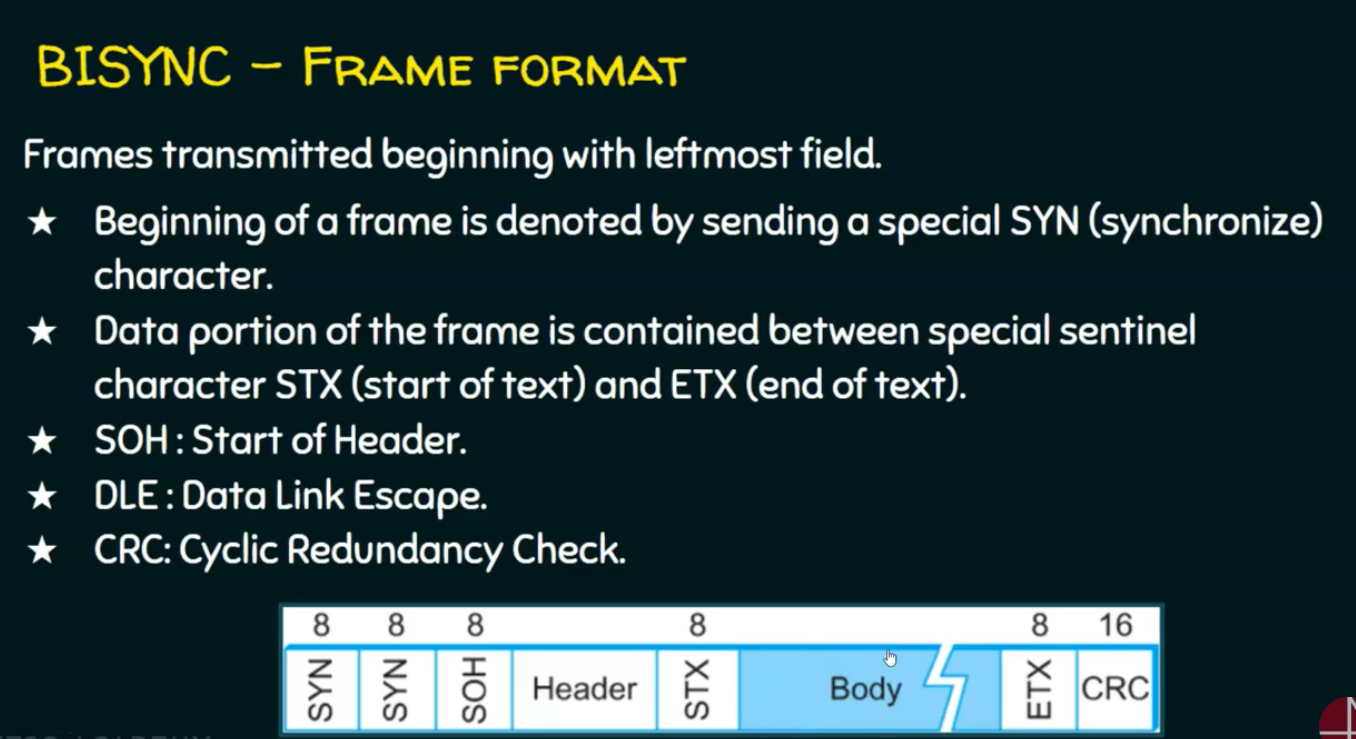 BISYNC – FRAME FORMAT
Frames transmitted beginning with leftmost field.
★ Beginning of a frame is denoted by sending a special SYN (synchronize)
character.
★ Data portion of the frame is contained between special sentinel
character STX (start of text) and ETX (end of text).
★ SOH : Start of Header.
★ DLE : Data Link Escape.
★ CRC: Cyclic Redundancy Check.
8 8 8 8 8 16
SYN SYN SOH Header STX Body ETX CRC